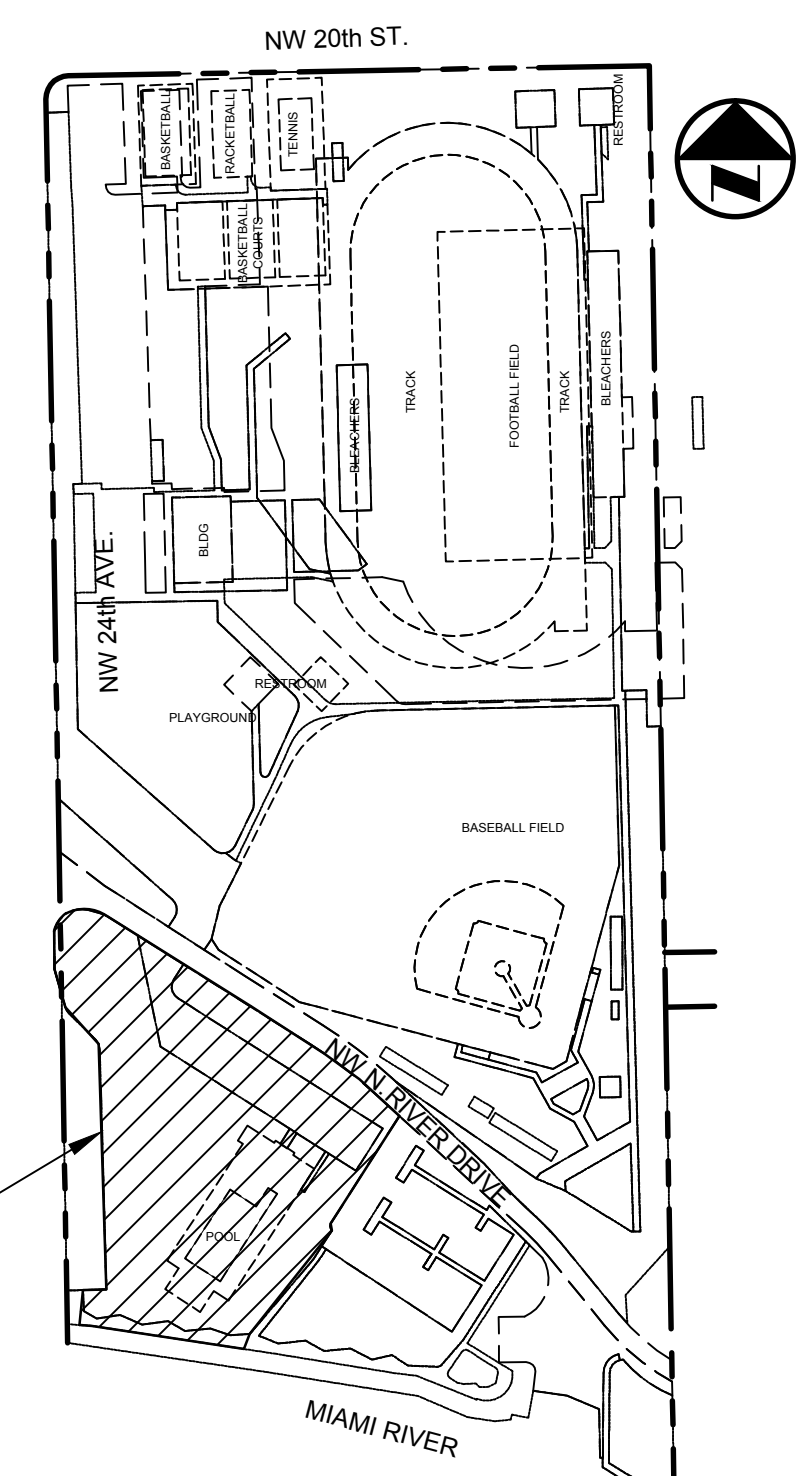 NW 20th ST.
BASKETBALL
RACKETBALL
TENNIS
RESTROOM
N
BASKETBALL
COURTS
BLEACHERS
TRACK
FOOTBALL FIELD
TRACK
BLEACHERS
BLDG
NW 24th AVE.
RESTROOM
PLAYGROUND
BASEBALL FIELD
NW N. RIVER DRIVE
POOL
MIAMI RIVER